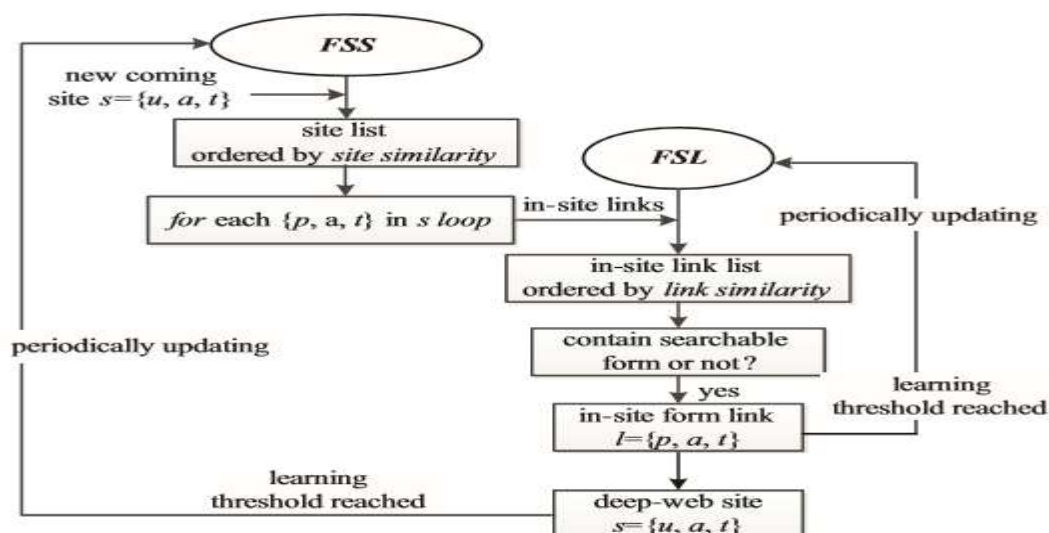 FSS
new coming
site s={u, a, t}
site list
ordered by site similarity
FSL
for each {p, a, t} in s loop
in-site links
periodically updating
in-site link list
ordered by link similarity
contain searchable
form or not?
periodically updating
yes
learning
threshold reached
in-site form link
l={p, a, t}
learning
threshold reached
deep-web site
s={u, a, t}